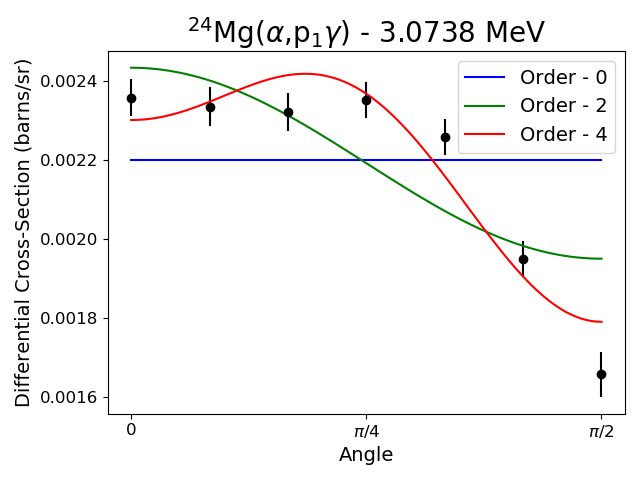 ²⁴Mg(α,p₁γ) - 3.0738 MeV
Differential Cross-Section (barns/sr)
0.0024
0.0022
0.0020
0.0018
0.0016
Order - 0
Order - 2
Order - 4
0
π/4
π/2
Angle